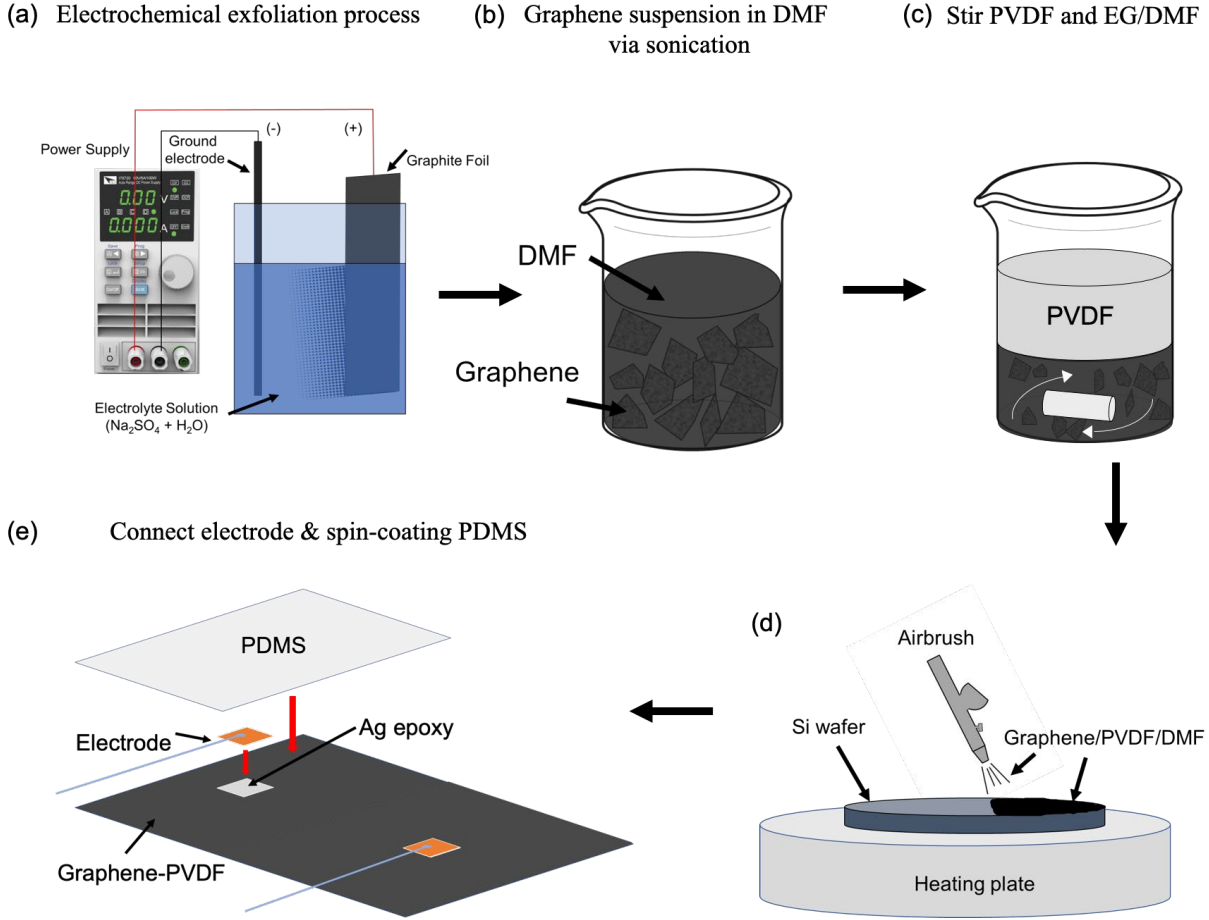 (a) Electrochemical exfoliation process
(b) Graphene suspension in DMF
via sonication
(c) Stir PVDF and EG/DMF
(-)
(+)
Power Supply
Ground
electrode
Graphite Foil
0.00 V
0.000 A
Electrolyte Solution
(Na₂SO₄ + H₂O)
DMF
Graphene
PVDF
(e) Connect electrode & spin-coating PDMS
PDMS
Electrode
Ag epoxy
Graphene-PVDF
(d)
Airbrush
Si wafer
Graphene/PVDF/DMF
Heating plate